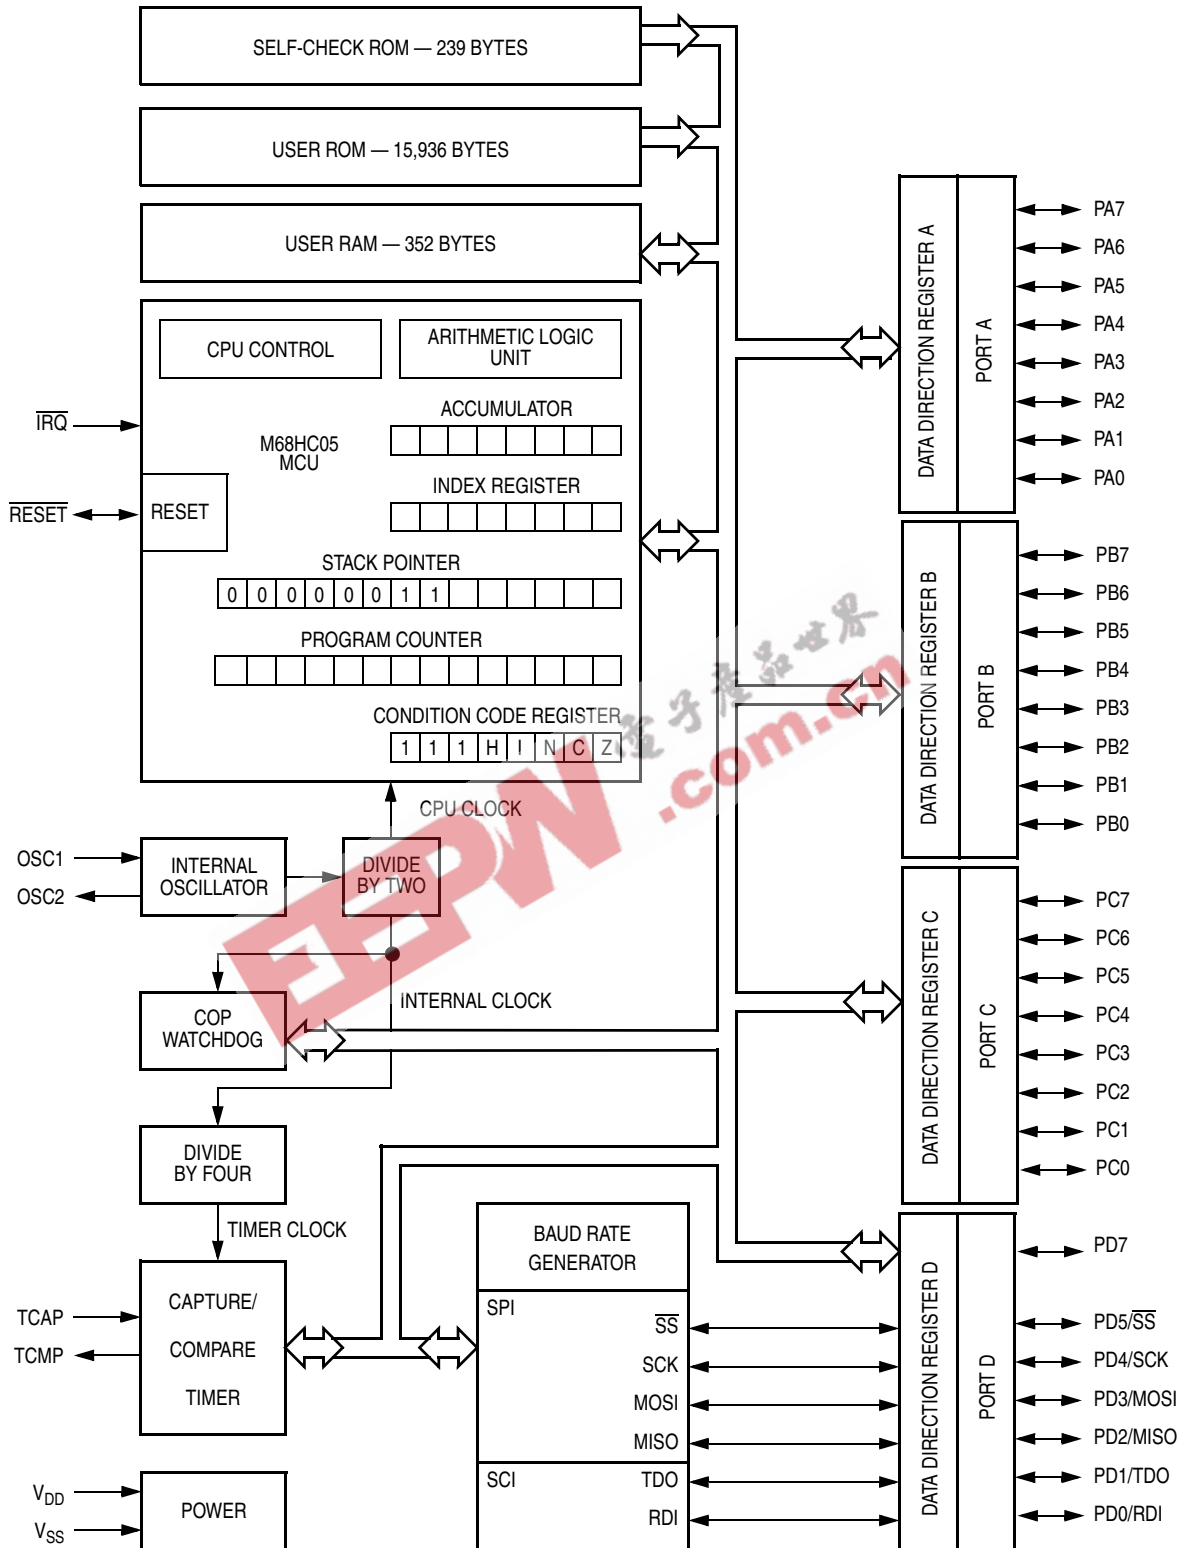 SELF-CHECK ROM — 239 BYTES
USER ROM — 15,936 BYTES
USER RAM — 352 BYTES
CPU CONTROL
ARITHMETIC LOGIC
UNIT
ACCUMULATOR
M68HC05
MCU
INDEX REGISTER
IRQ
RESET
RESET
STACK POINTER
0 0 0 0 0 0 1 1
PROGRAM COUNTER
CONDITION CODE REGISTER
1 1 1 H I N C Z
CPU CLOCK
OSC1
OSC2
INTERNAL
OSCILLATOR
DIVIDE
BY TWO
INTERNAL CLOCK
COP
WATCHDOG
DIVIDE
BY FOUR
TIMER CLOCK
TCAP
TCMP
CAPTURE/
COMPARE
TIMER
VDD
VSS
POWER
BAUD RATE
GENERATOR
SPI
SS
SCK
MOSI
MISO
SCI
TDO
RDI
DATA DIRECTION REGISTER A
PORT A
PA7
PA6
PA5
PA4
PA3
PA2
PA1
PA0
DATA DIRECTION REGISTER B
PORT B
PB7
PB6
PB5
PB4
PB3
PB2
PB1
PB0
DATA DIRECTION REGISTER C
PORT C
PC7
PC6
PC5
PC4
PC3
PC2
PC1
PC0
DATA DIRECTION REGISTER D
PORT D
PD7
PD5/SS
PD4/SCK
PD3/MOSI
PD2/MISO
PD1/TDO
PD0/RDI
EEPW
電子產品世界
.com.cn